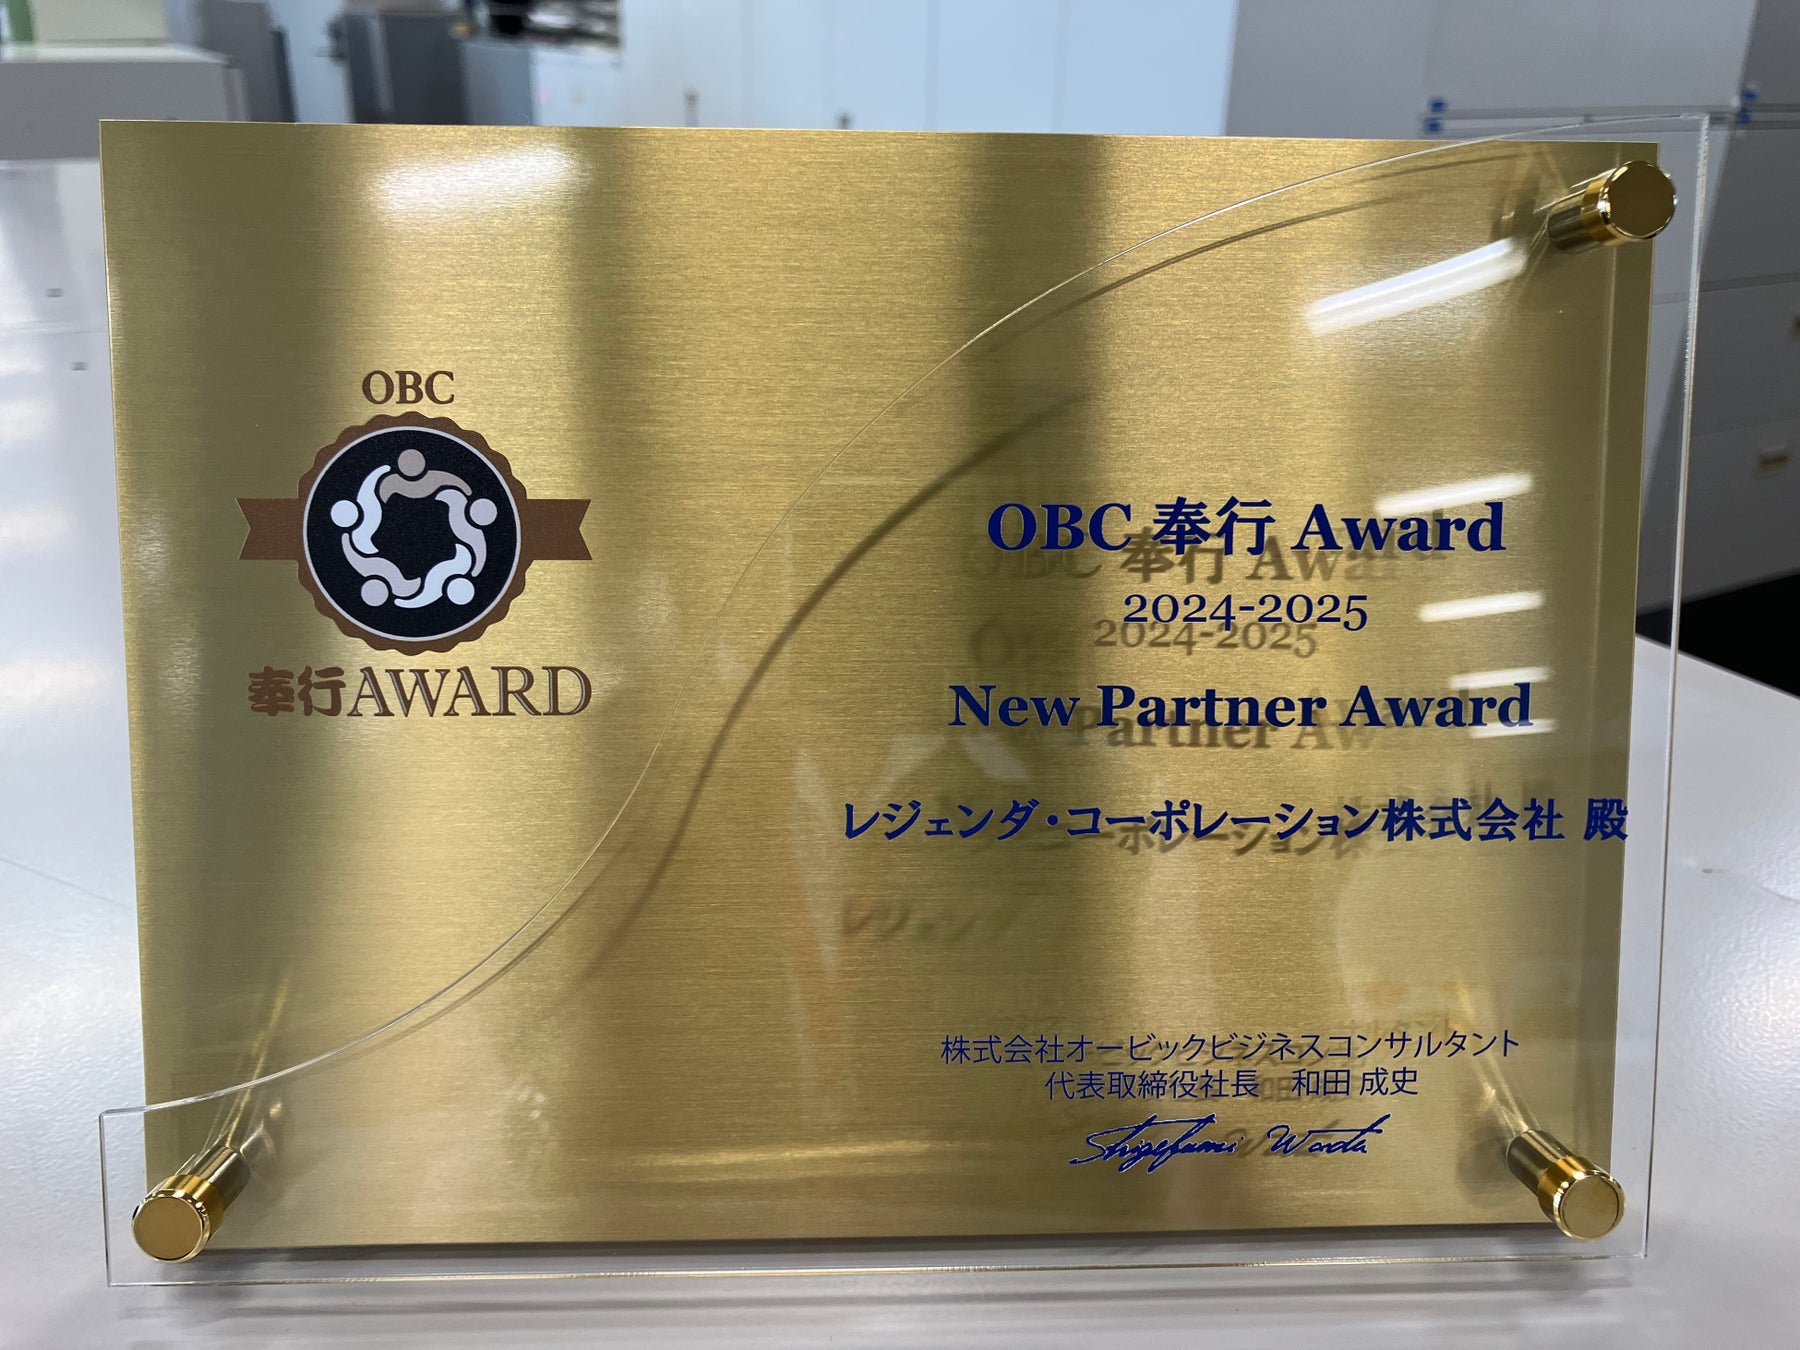 OBC
奉行AWARD
OBC 奉行 Award
2024-2025
New Partner Award
レジェンダ・コーポレーション株式会社 殿
株式会社オービックビジネスコンサルタント
代表取締役社長 和田 成史
Shigefumi Wada